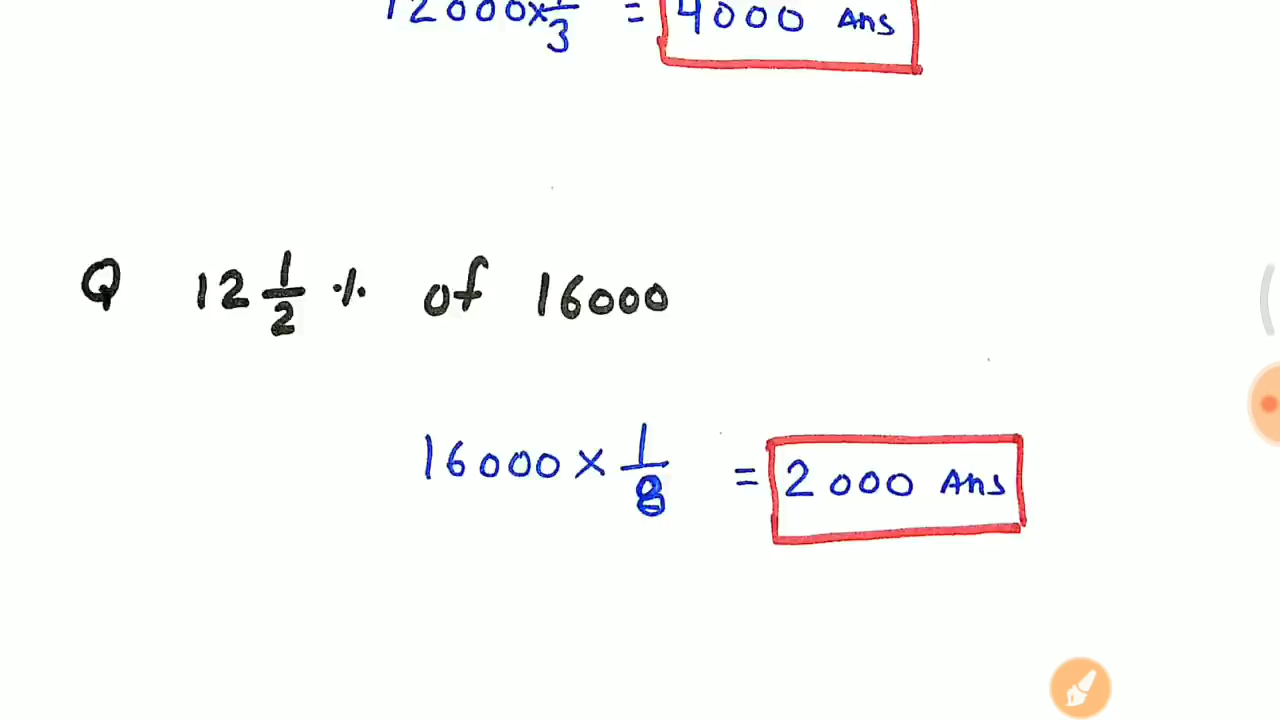 12000 × 1/3 = 4000 Ans
Q 12 1/2 % of 16000
16000 × 1/8 = 2000 Ans